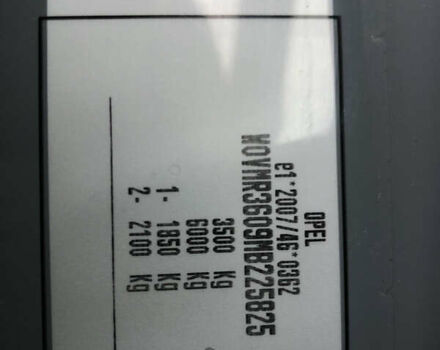 OPEL
e1*2007/46*0362
W0VMR3609MB225825
3500 Kg
6000 Kg
1- 1850 Kg
2- 2100 Kg